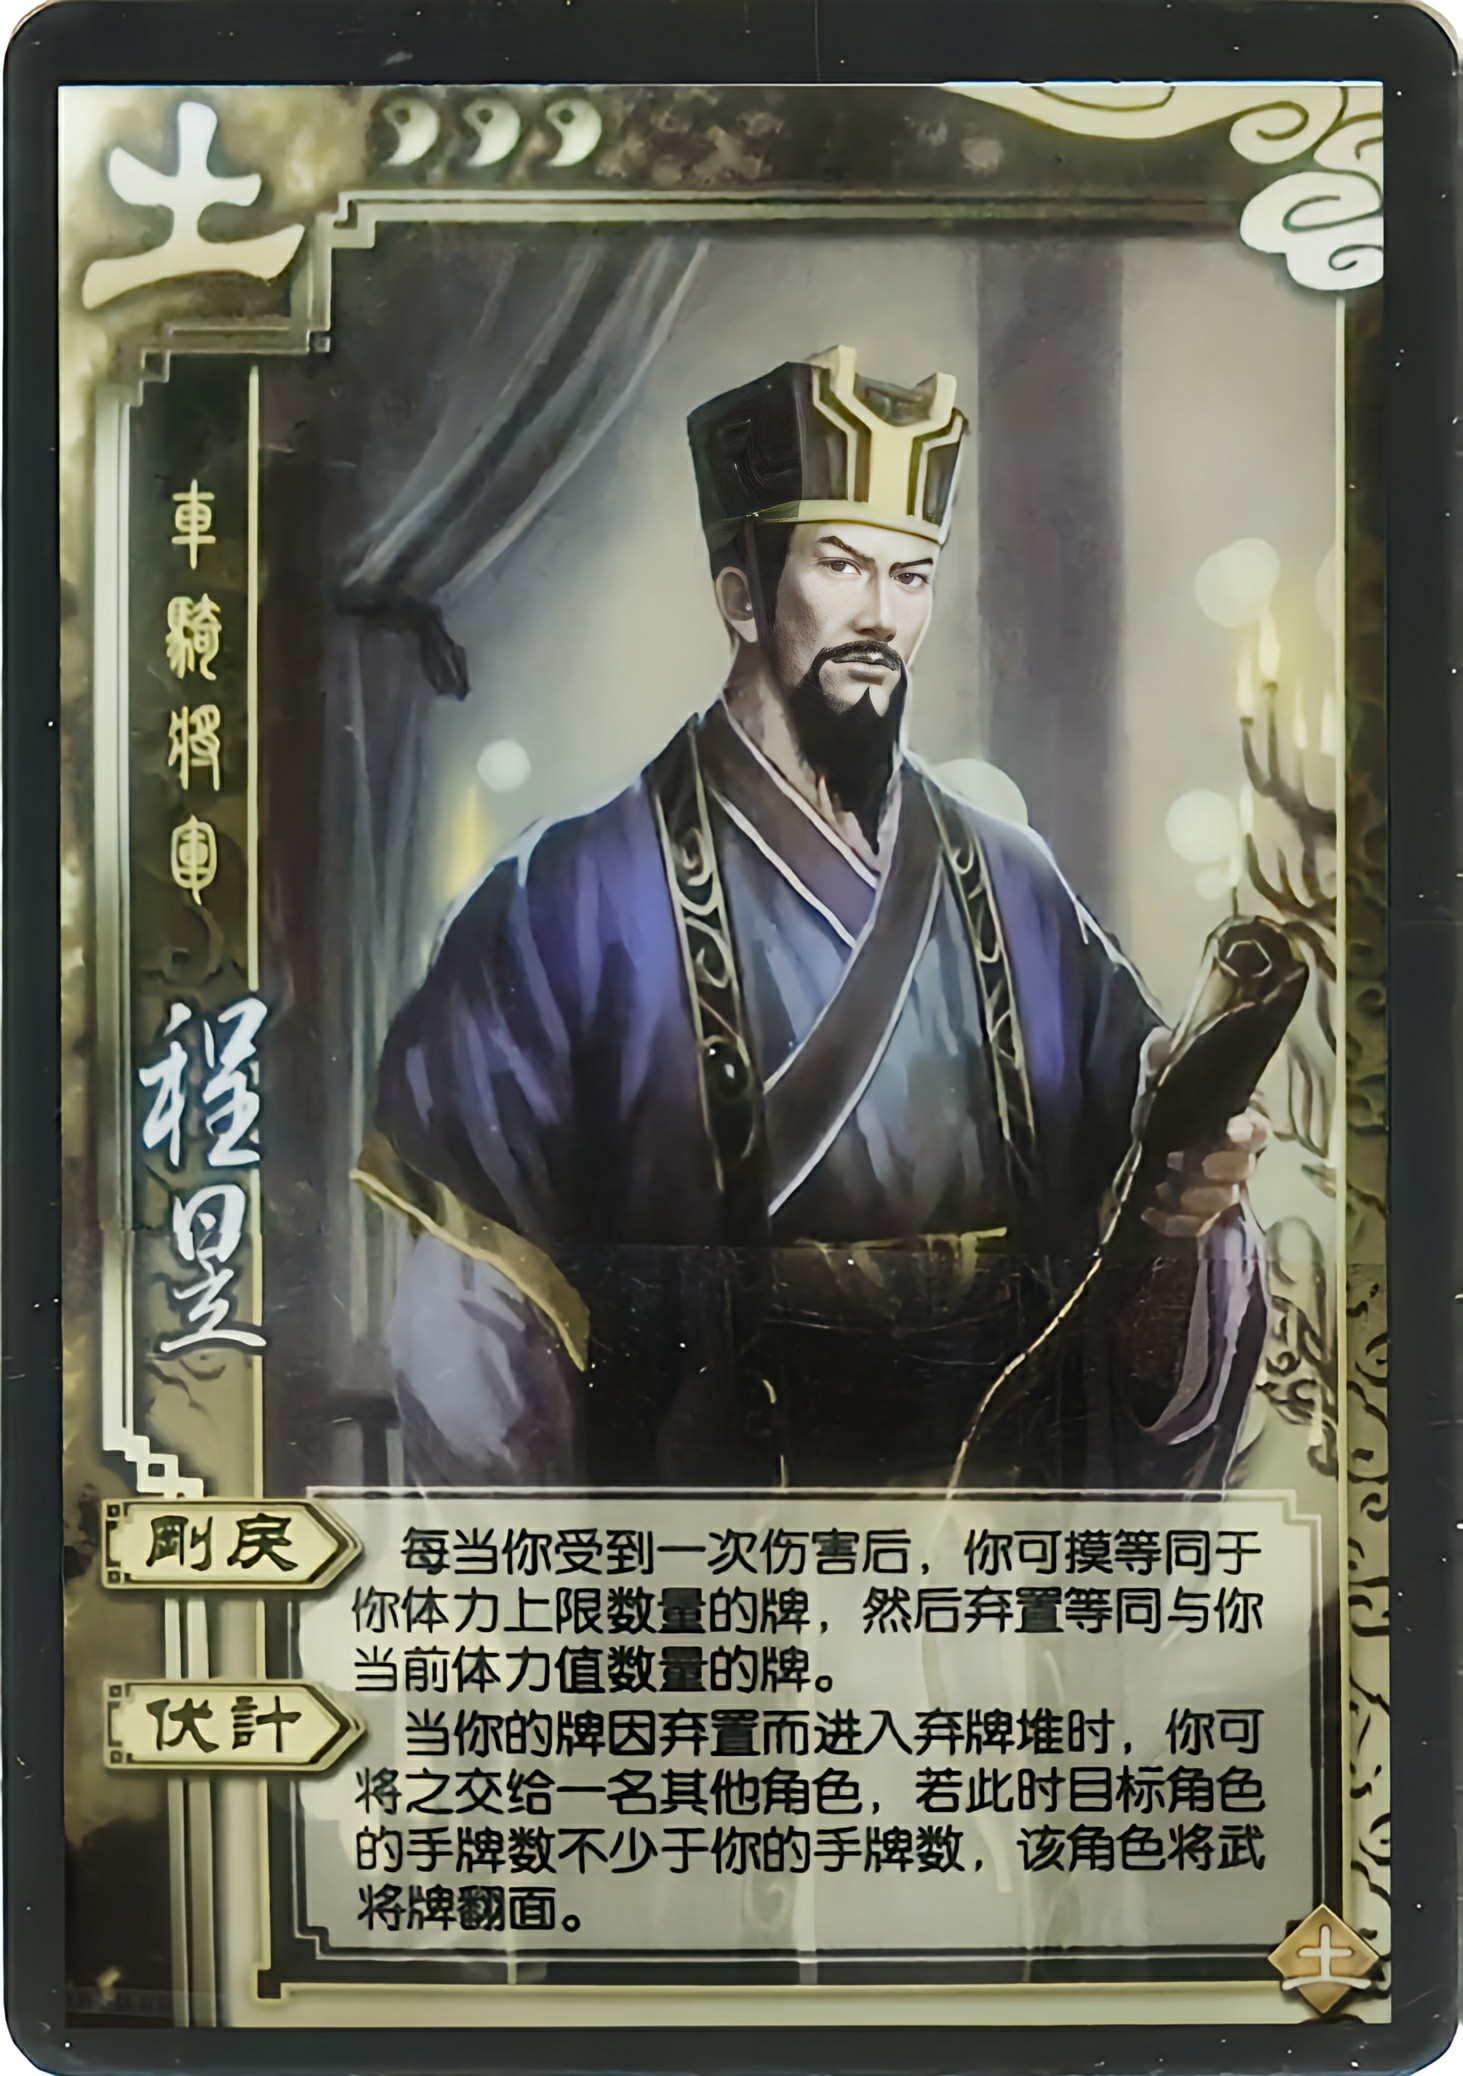 土
車騎將軍
程昱
剛戾
每当你受到一次伤害后，你可摸等同于
你体力上限数量的牌，然后弃置等同与你
当前体力值数量的牌。
伏計
当你的牌因弃置而进入弃牌堆时，你可
将之交给一名其他角色，若此时目标角色
的手牌数不少于你的手牌数，该角色将武
将牌翻面。
土